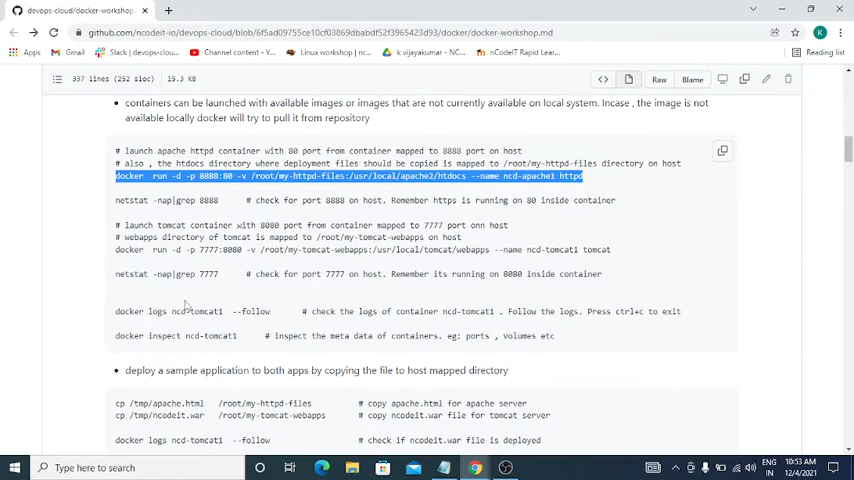 devops-cloud/docker-workshop.
github.com/ncodeit-io/devops-cloud/blob/6f5ad09755ce10cf03869bbdaf00aee3965423d9/docker/docker-workshop.md
K
Apps
Gmail
Slack | devops-clou...
Channel content - Y...
Linux workshop | nc...
k vijayakumar - NC...
nCodeIT Rapid Lear...
Reading list
337 lines (252 sloc)
15.3 KB
<>
Raw
Blame
• containers can be launched with available images or images that are not currently available on local system. Incase , the image is not
available locally docker will try to pull it from repository
# launch apache httpd container with 80 port from container mapped to 8888 port on host
# also , the htdocs directory where deployment files should be copied is mapped to /root/my-httpd-files directory on host
docker run -d -p 8888:80 -v /root/my-httpd-files:/usr/local/apache2/htdocs --name ncd-apache1 httpd
netstat -nap|grep 8888 # check for port 8888 on host. Remember https is running on 80 inside container
# launch tomcat container with 8080 port from container mapped to 7777 port onn host
# webapps directory of tomcat is mapped to /root/my-tomcat-webapps on host
docker run -d -p 7777:8080 -v /root/my-tomcat-webapps:/usr/local/tomcat/webapps --name ncd-tomcat1 tomcat
netstat -nap|grep 7777 # check for port 7777 on host. Remember its running on 8080 inside container
docker logs ncd-tomcat1 --follow # check the logs of container ncd-tomcat1 . Follow the logs. Press ctrl+c to exit
docker inspect ncd-tomcat1 # inspect the meta data of containers. eg: ports , volumes etc
• deploy a sample application to both apps by copying the file to host mapped directory
cp /tmp/apache.html /root/my-httpd-files # copy apache.html for apache server
cp /tmp/ncodeit.war /root/my-tomcat-webapps # copy ncodeit.war file for tomcat server
docker logs ncd-tomcat1 --follow # check if ncodeit.war file is deployed
Type here to search
ENG
IN
10:53 AM
12/4/2021